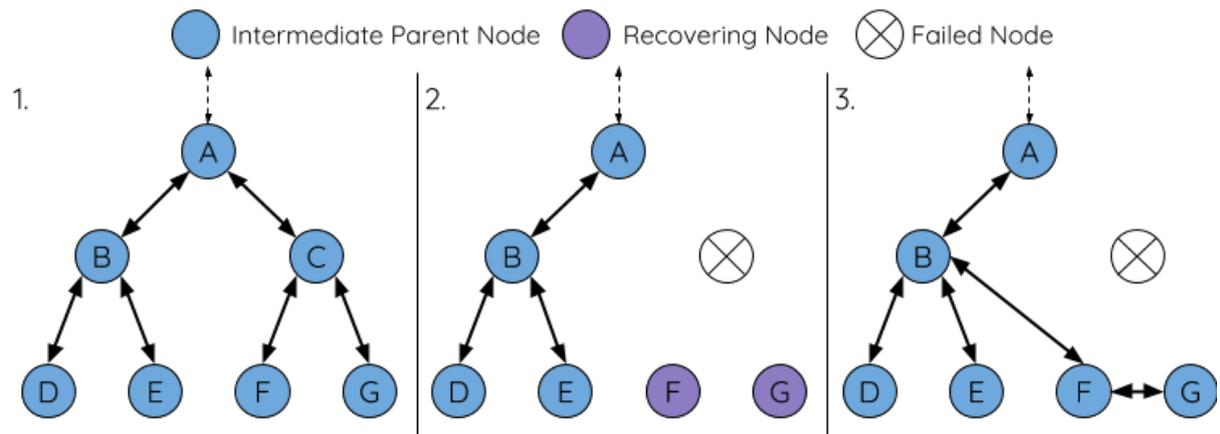 Intermediate Parent Node Recovering Node Failed Node
1. 2. 3.
A A A
B C B B
D E F G D E F G D E F G